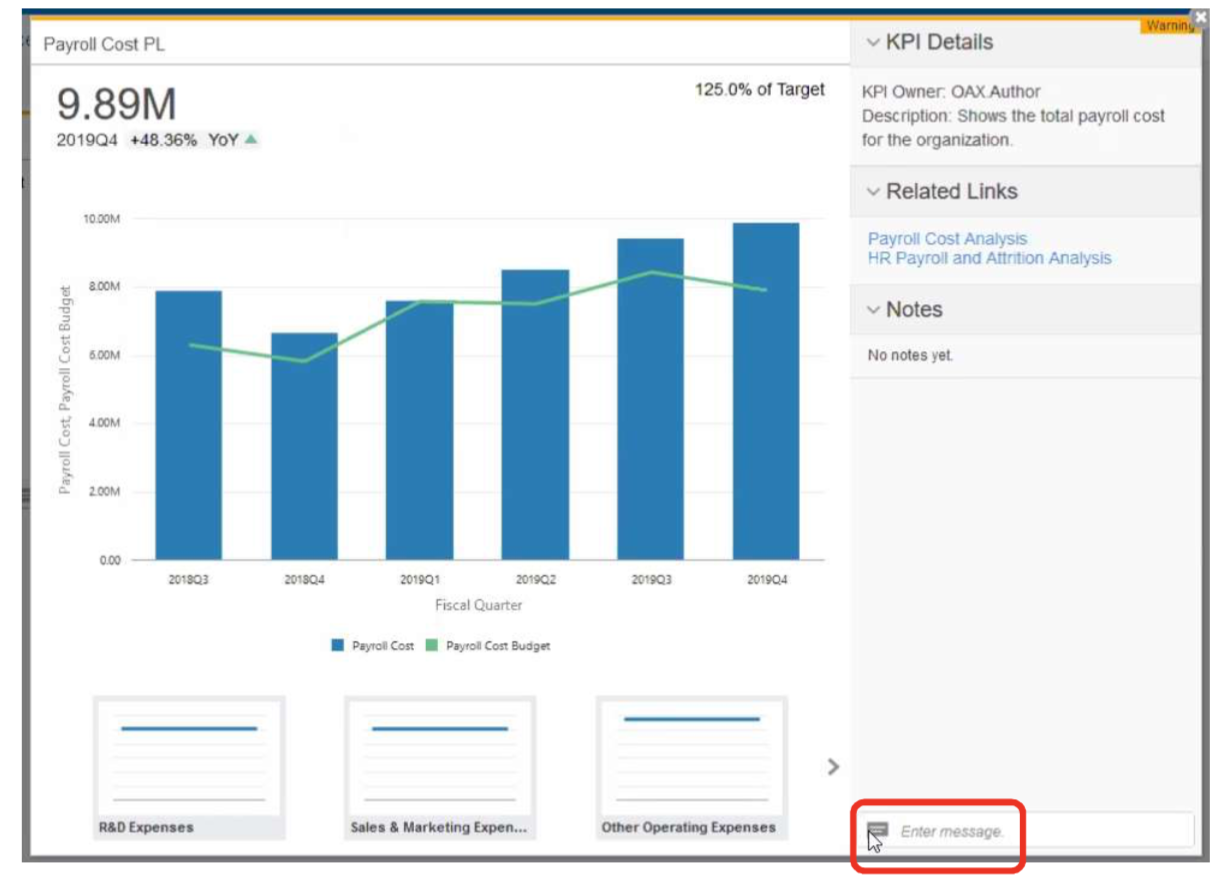 Payroll Cost PL
9.89M
2019Q4 +48.36% YoY
125.0% of Target
Payroll Cost, Payroll Cost Budget
10.00M
8.00M
6.00M
4.00M
2.00M
0.00
2018Q3 2018Q4 2019Q1 2019Q2 2019Q3 2019Q4
Fiscal Quarter
Payroll Cost Payroll Cost Budget
R&D Expenses
Sales & Marketing Expen...
Other Operating Expenses
Warning
KPI Details
KPI Owner: OAX.Author
Description: Shows the total payroll cost
for the organization.
Related Links
Payroll Cost Analysis
HR Payroll and Attrition Analysis
Notes
No notes yet.
Enter message.